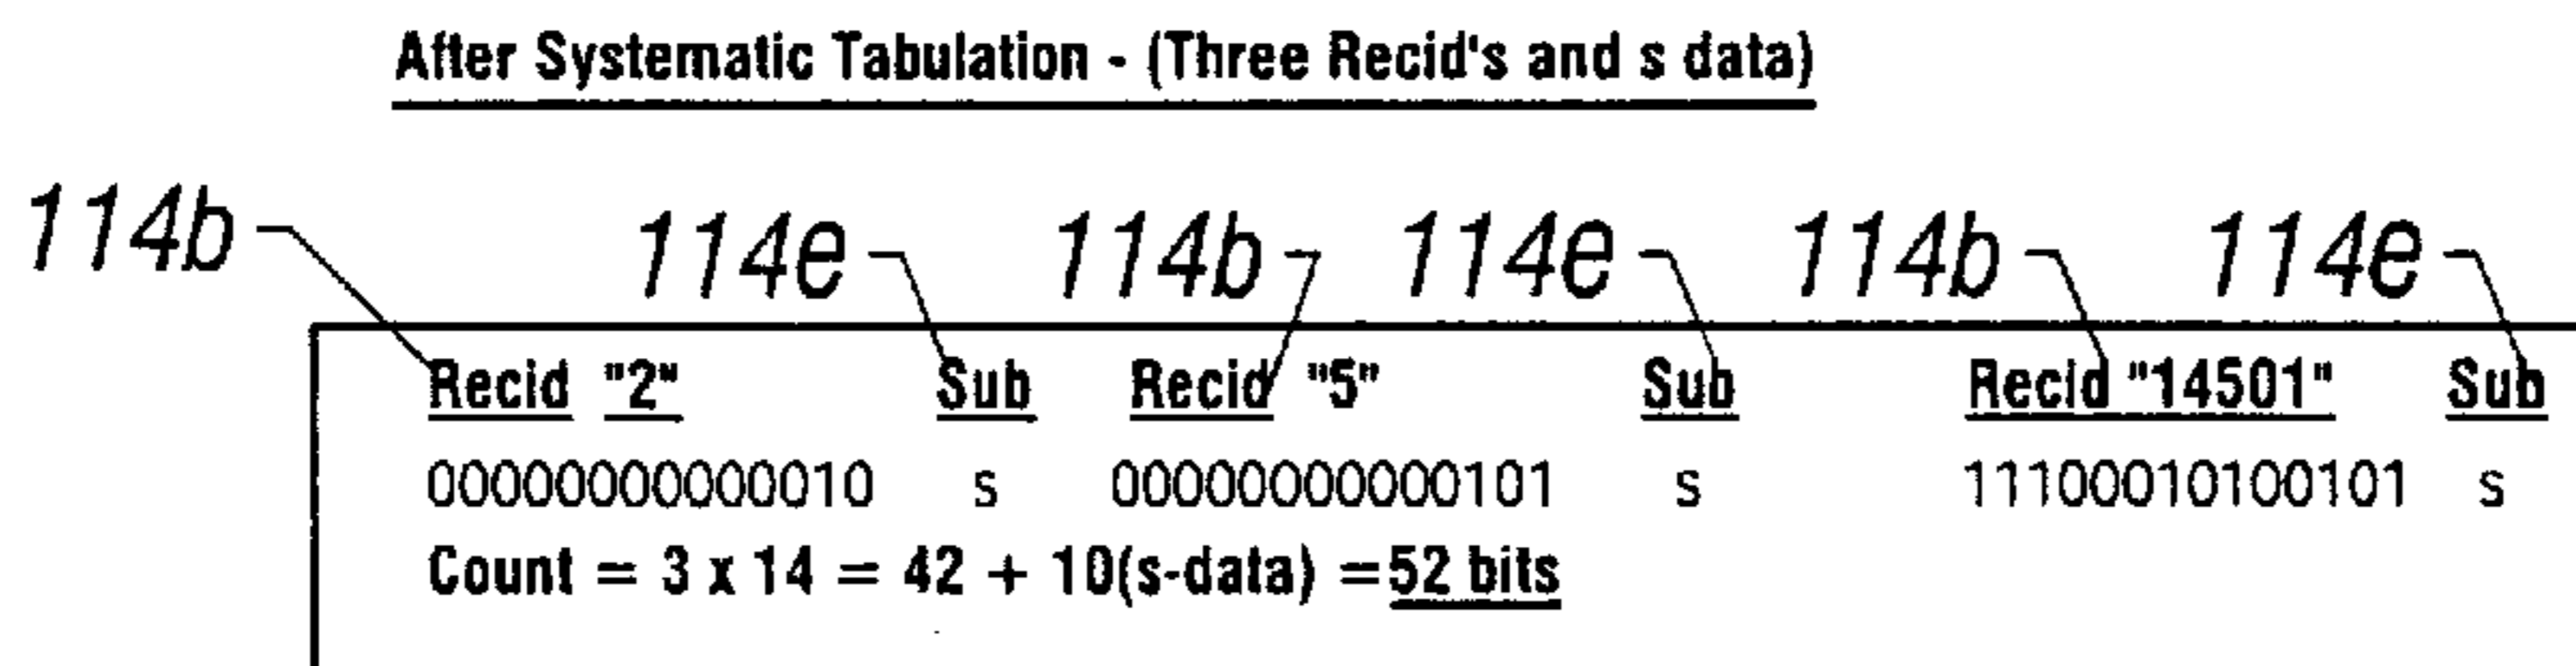 After Systematic Tabulation - (Three Recid's and s data)
114b 114e 114b 114e 114b 114e
Recid "2" Sub Recid "5" Sub Recid "14501" Sub
00000000000010 s 00000000000101 s 11100010100101 s
Count = 3 x 14 = 42 + 10(s-data) =52 bits